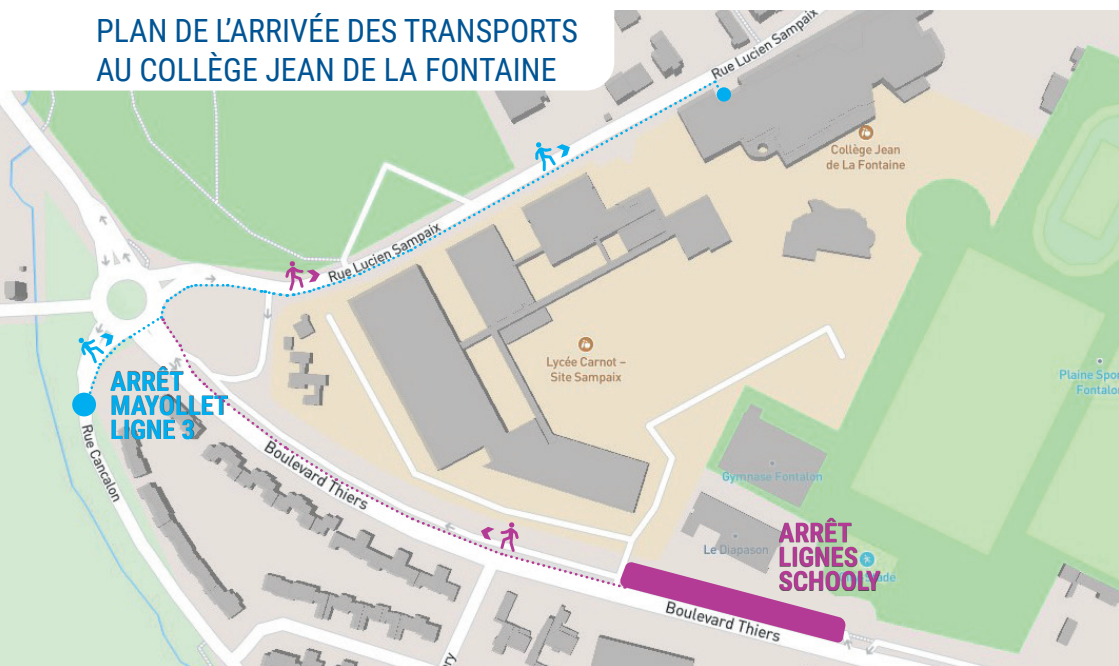 PLAN DE L'ARRIVÉE DES TRANSPORTS
AU COLLÈGE JEAN DE LA FONTAINE
Rue Lucien Sampaix
Collège Jean
de La Fontaine
Rue Lucien Sampaix
Lycée Carnot –
Site Sampaix
Plaine Spor
Fontalon
ARRÊT
MAYOLLET
LIGNE 3
Rue Cancalon
Boulevard Thiers
Gymnase Fontalon
Le Diapason
ARRÊT
LIGNES
SCHOOLY
Boulevard Thiers